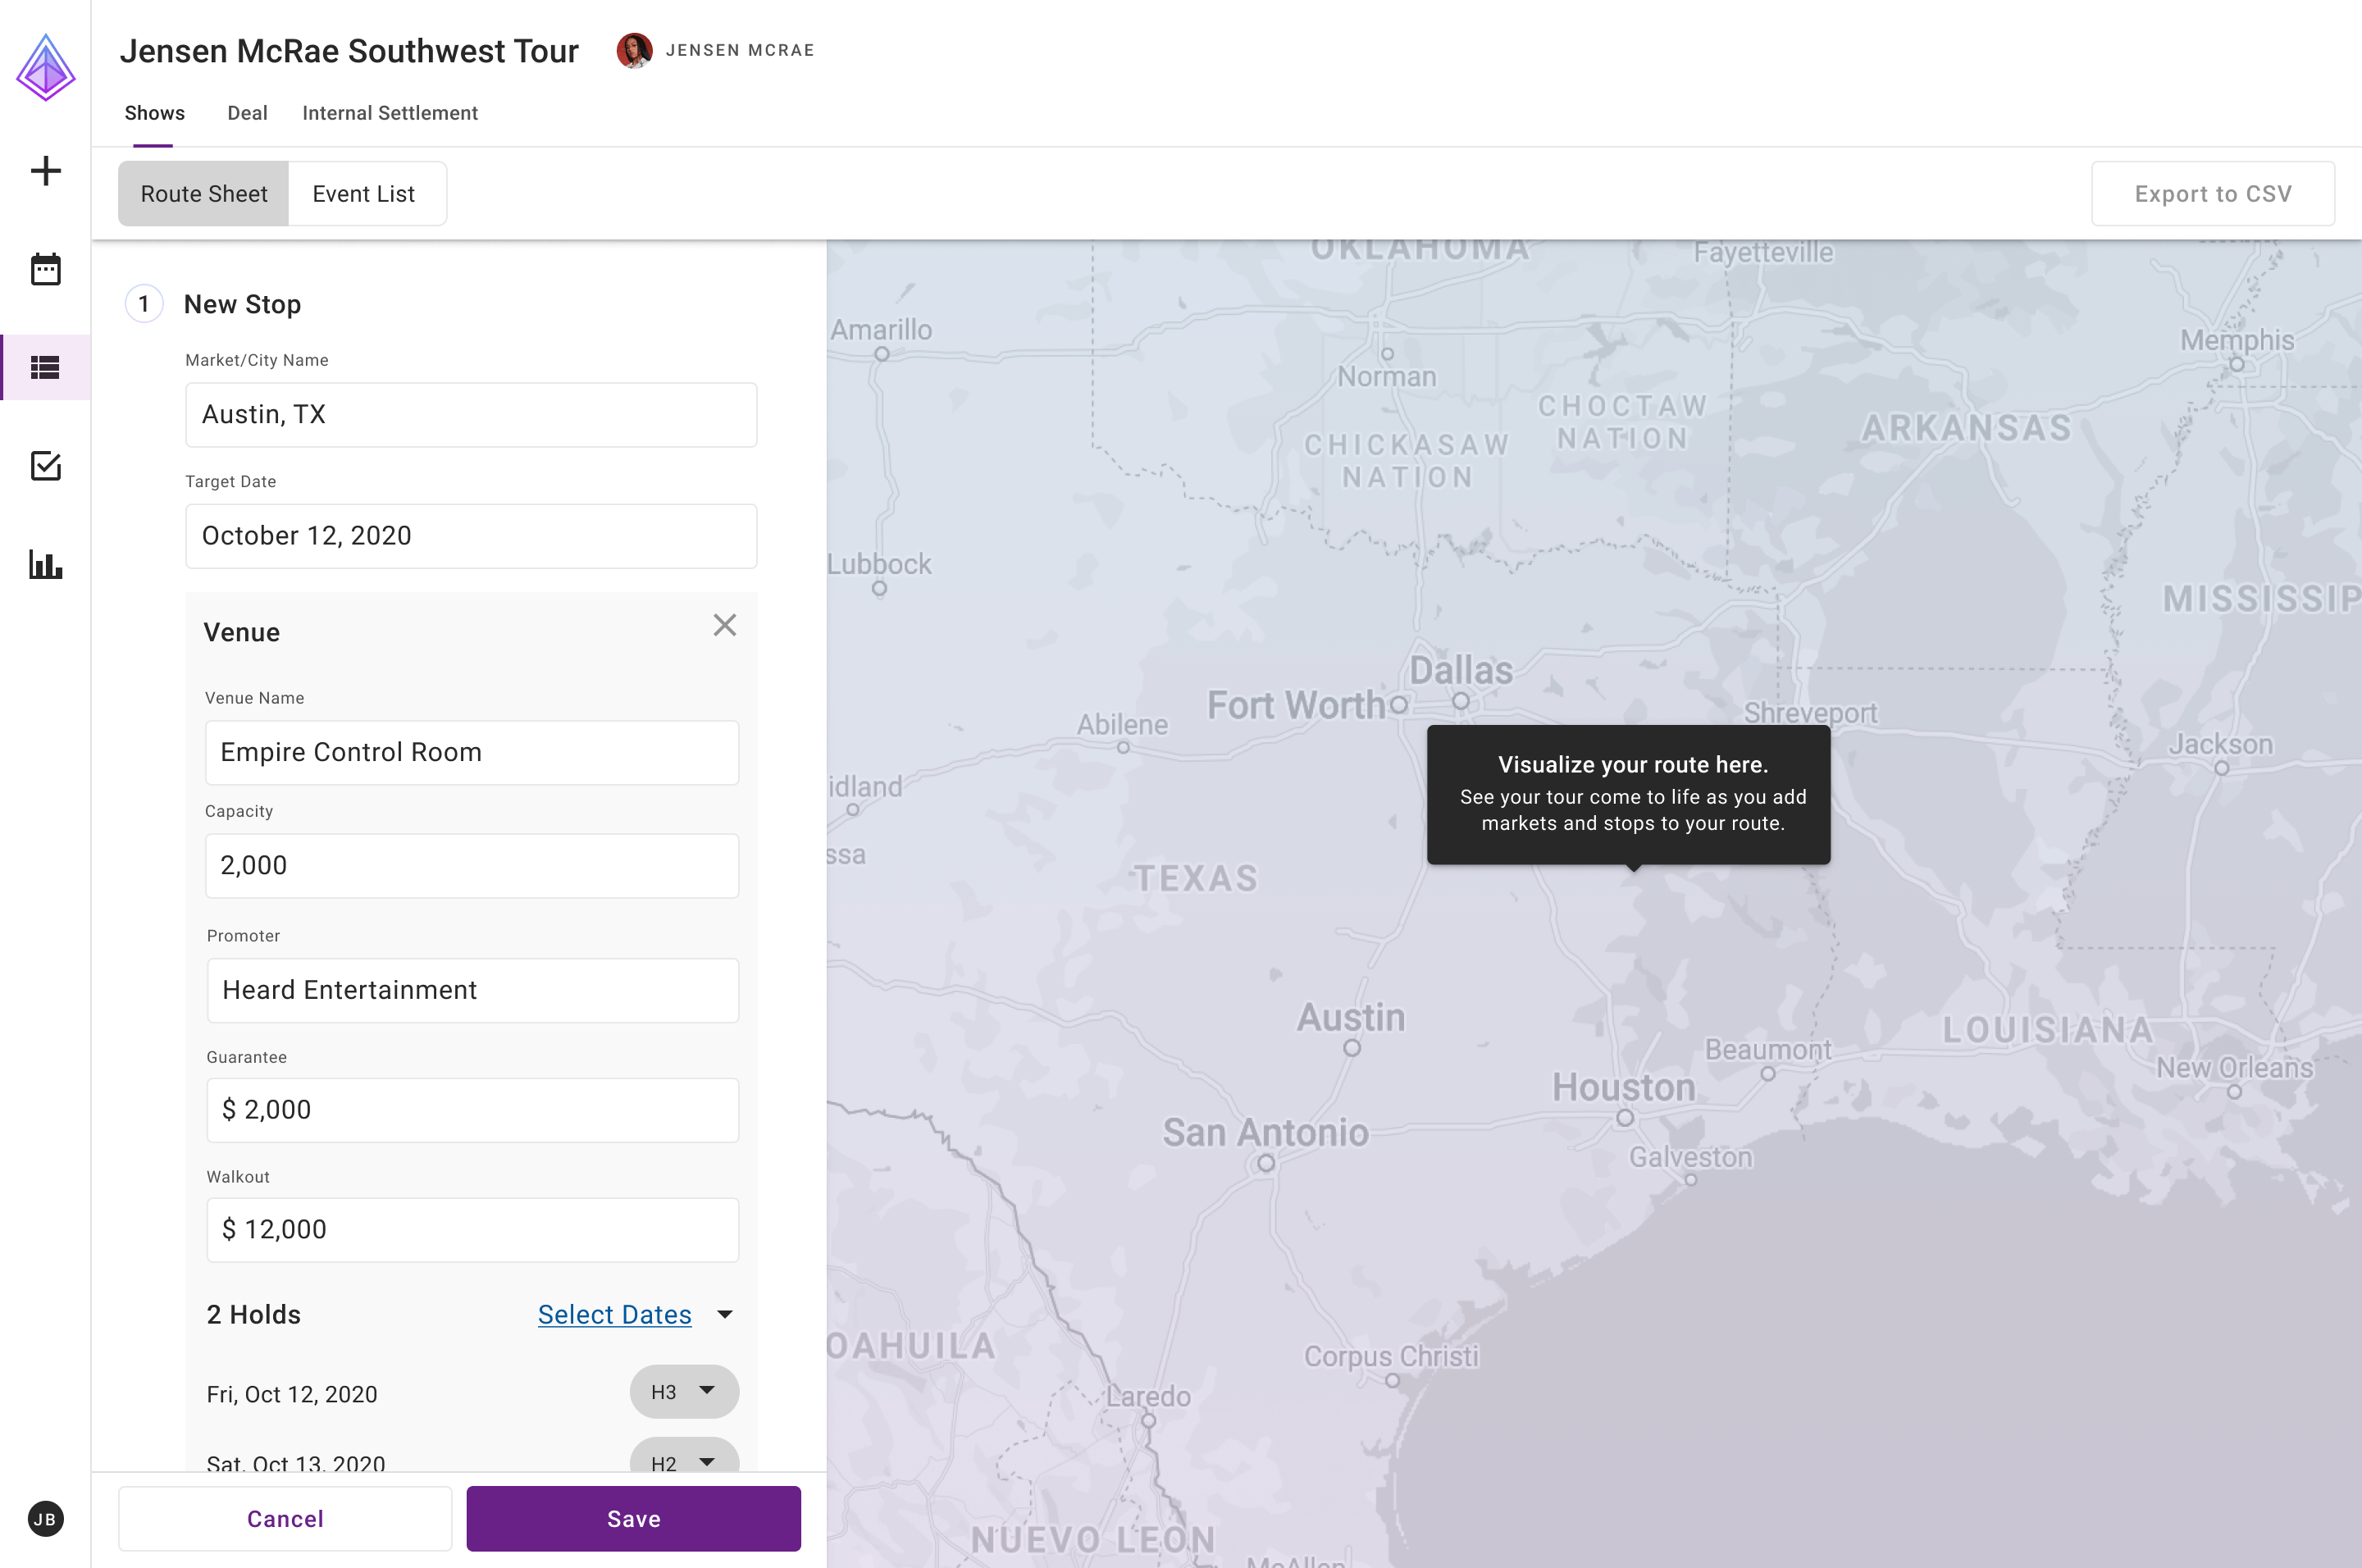 Jensen McRae Southwest Tour
JENSEN MCRAE
Shows
Deal
Internal Settlement
Route Sheet
Event List
Export to CSV
1
New Stop
Market/City Name
Austin, TX
Target Date
October 12, 2020
Venue
Venue Name
Empire Control Room
Capacity
2,000
Promoter
Heard Entertainment
Guarantee
$ 2,000
Walkout
$ 12,000
2 Holds
Select Dates
Fri, Oct 12, 2020
H3
Sat, Oct 13, 2020
H2
Cancel
Save
JB
OKLAHOMA
Fayetteville
Amarillo
Memphis
Norman
CHOCTAW
NATION
ARKANSAS
CHICKASAW
NATION
Lubbock
MISSISSIP
Dallas
Fort Worth
Shreveport
Abilene
Jackson
Visualize your route here.
See your tour come to life as you add
markets and stops to your route.
idland
ssa
TEXAS
Austin
LOUISIANA
Beaumont
New Orleans
Houston
San Antonio
Galveston
OAHUILA
Corpus Christi
Laredo
NUEVO LEON
McAllen